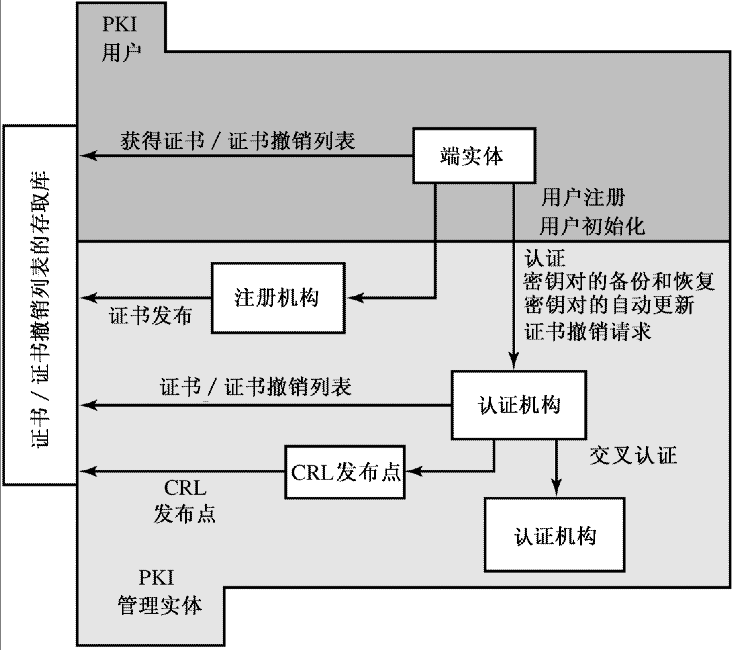 PKI
用户
获得证书 / 证书撤销列表
端实体
用户注册
用户初始化
证书 / 证书撤销列表的存取库
认证
密钥对的备份和恢复
密钥对的自动更新
证书撤销请求
注册机构
证书发布
证书 / 证书撤销列表
认证机构
交叉认证
CRL发布点
CRL
发布点
认证机构
PKI
管理实体